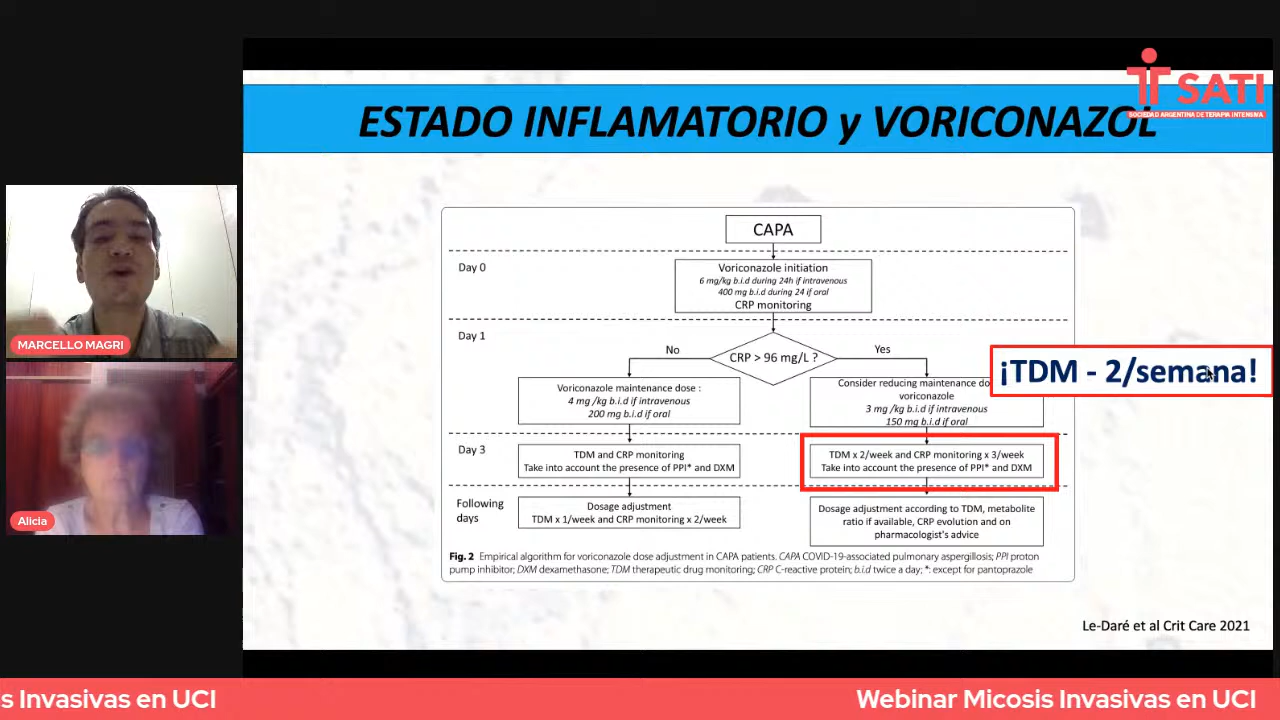 SATI
SOCIEDAD ARGENTINA DE TERAPIA INTENSIVA
ESTADO INFLAMATORIO y VORICONAZOL
CAPA
Day 0
Voriconazole initiation
6 mg/kg b.i.d during 24h if intravenous
400 mg b.i.d during 24 if oral
CRP monitoring
Day 1
No
CRP > 96 mg/L ?
Yes
Voriconazole maintenance dose :
4 mg /kg b.i.d if intravenous
200 mg b.i.d if oral
Consider reducing maintenance do
voriconazole
3 mg /kg b.i.d if intravenous
150 mg b.i.d if oral
¡TDM - 2/semana!
Day 3
TDM and CRP monitoring
Take into account the presence of PPI* and DXM
TDM x 2/week and CRP monitoring x 3/week
Take into account the presence of PPI* and DXM
Following
days
Dosage adjustment
TDM x 1/week and CRP monitoring x 2/week
Dosage adjustment according to TDM, metabolite
ratio if available, CRP evolution and on
pharmacologist's advice
Fig. 2 Empirical algorithm for voriconazole dose adjustment in CAPA patients. CAPA COVID-19-associated pulmonary aspergillosis; PPI proton
pump inhibitor; DXM dexamethasone; TDM therapeutic drug monitoring; CRP C-reactive protein; b.i.d twice a day; *: except for pantoprazole
Le-Daré et al Crit Care 2021
MARCELLO MAGRI
Alicia
s Invasivas en UCI
Webinar Micosis Invasivas en UCI